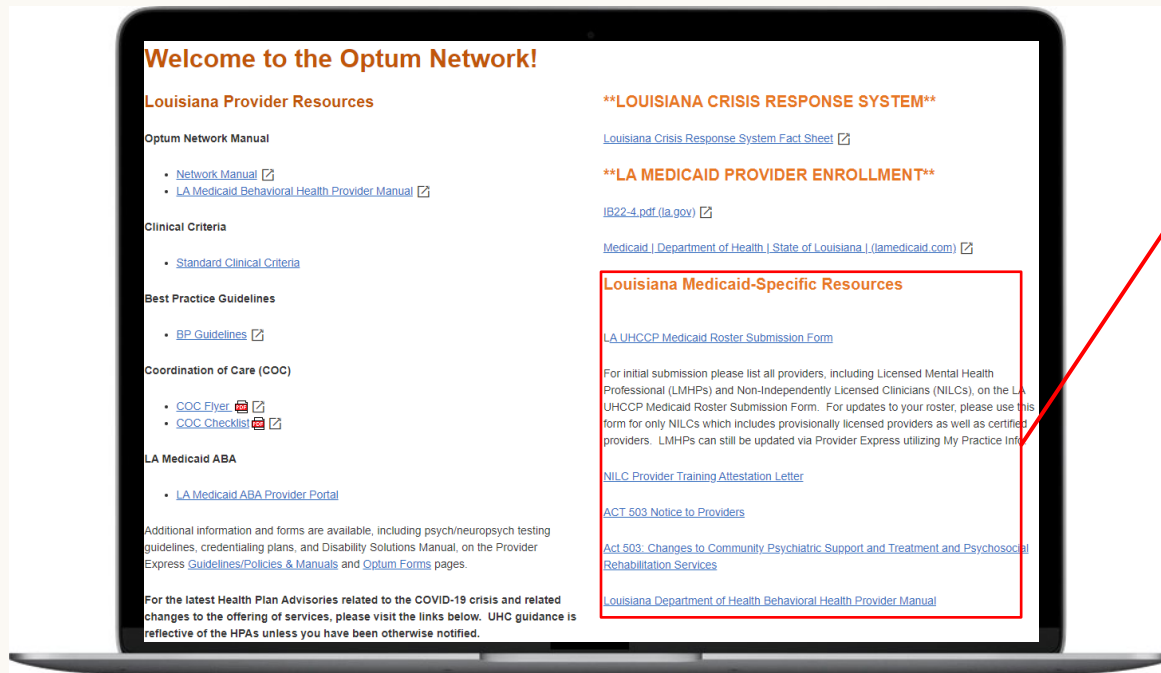 Welcome to the Optum Network!
Louisiana Provider Resources
Optum Network Manual
Network Manual
LA Medicaid Behavioral Health Provider Manual
Clinical Criteria
Standard Clinical Criteria
Best Practice Guidelines
BP Guidelines
Coordination of Care (COC)
COC Flyer PDF
COC Checklist PDF
LA Medicaid ABA
LA Medicaid ABA Provider Portal
Additional information and forms are available, including psych/neuropsych testing
guidelines, credentialing plans, and Disability Solutions Manual, on the Provider
Express Guidelines/Policies & Manuals and Optum Forms pages.
For the latest Health Plan Advisories related to the COVID-19 crisis and related
changes to the offering of services, please visit the links below. UHC guidance is
reflective of the HPAs unless you have been otherwise notified.
**LOUISIANA CRISIS RESPONSE SYSTEM**
Louisiana Crisis Response System Fact Sheet
**LA MEDICAID PROVIDER ENROLLMENT**
IB22-4.pdf (la.gov)
Medicaid | Department of Health | State of Louisiana | (lamedicaid.com)
Louisiana Medicaid-Specific Resources
LA UHCCP Medicaid Roster Submission Form
For initial submission please list all providers, including Licensed Mental Health
Professional (LMHPs) and Non-Independently Licensed Clinicians (NILCs), on the LA
UHCCP Medicaid Roster Submission Form. For updates to your roster, please use this
form for only NILCs which includes provisionally licensed providers as well as certified
providers. LMHPs can still be updated via Provider Express utilizing My Practice Info.
NILC Provider Training Attestation Letter
ACT 503 Notice to Providers
Act 503: Changes to Community Psychiatric Support and Treatment and Psychosocial
Rehabilitation Services
Louisiana Department of Health Behavioral Health Provider Manual